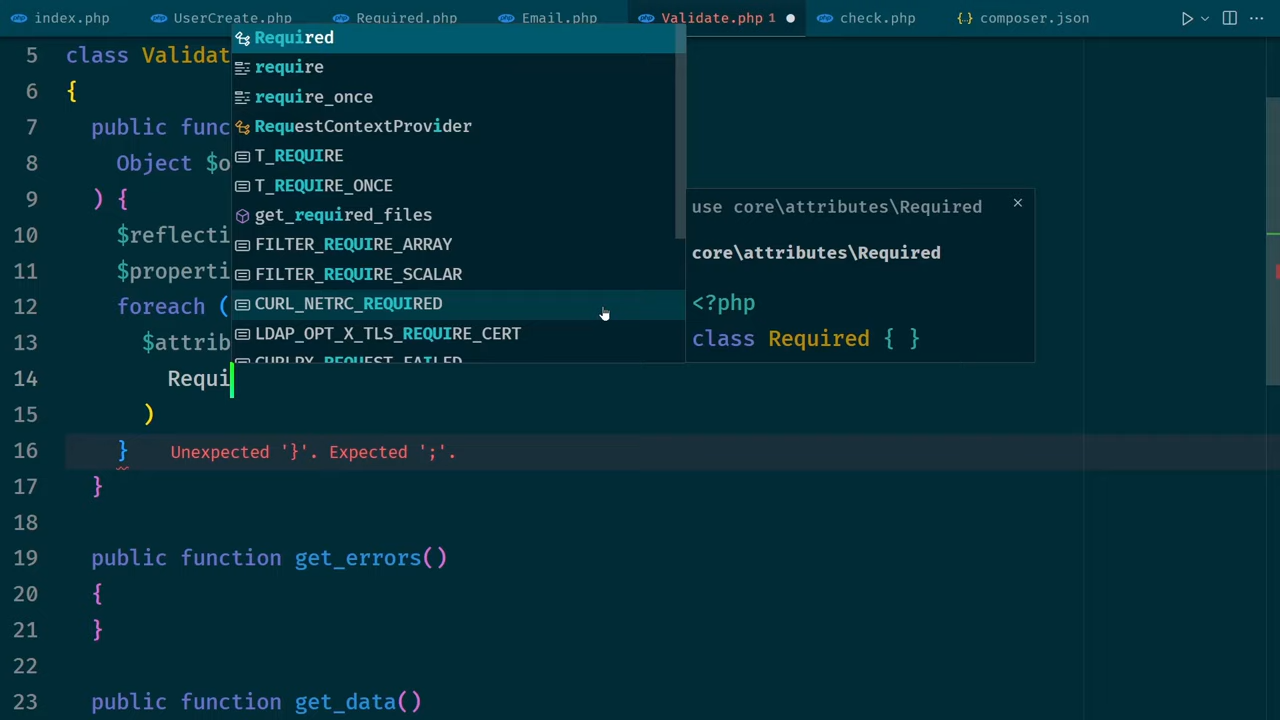 index.php UserCreate.php Required.php Email.php Validate.php 1 check.php {} composer.json
5 class Validat
6 {
7 public func
8 Object $o
9 ) {
10 $reflecti
11 $properti
12 foreach (
13 $attrib
14 Requi
15 )
16 } Unexpected '}'. Expected ';'.
17 }
18
19 public function get_errors()
20 {
21 }
22
23 public function get_data()
Required
require
require_once
RequestContextProvider
T_REQUIRE
T_REQUIRE_ONCE
get_required_files
FILTER_REQUIRE_ARRAY
FILTER_REQUIRE_SCALAR
CURL_NETRC_REQUIRED
LDAP_OPT_X_TLS_REQUIRE_CERT
CURLPX_REQUEST_FAILED
use core\attributes\Required
core\attributes\Required
<?php
class Required { }